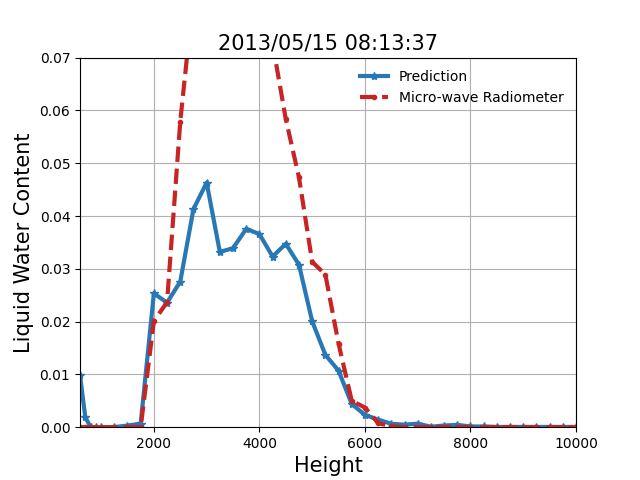 2013/05/15 08:13:37
Prediction
Micro-wave Radiometer
Liquid Water Content
0.07
0.06
0.05
0.04
0.03
0.02
0.01
0.00
2000 4000 6000 8000 10000
Height